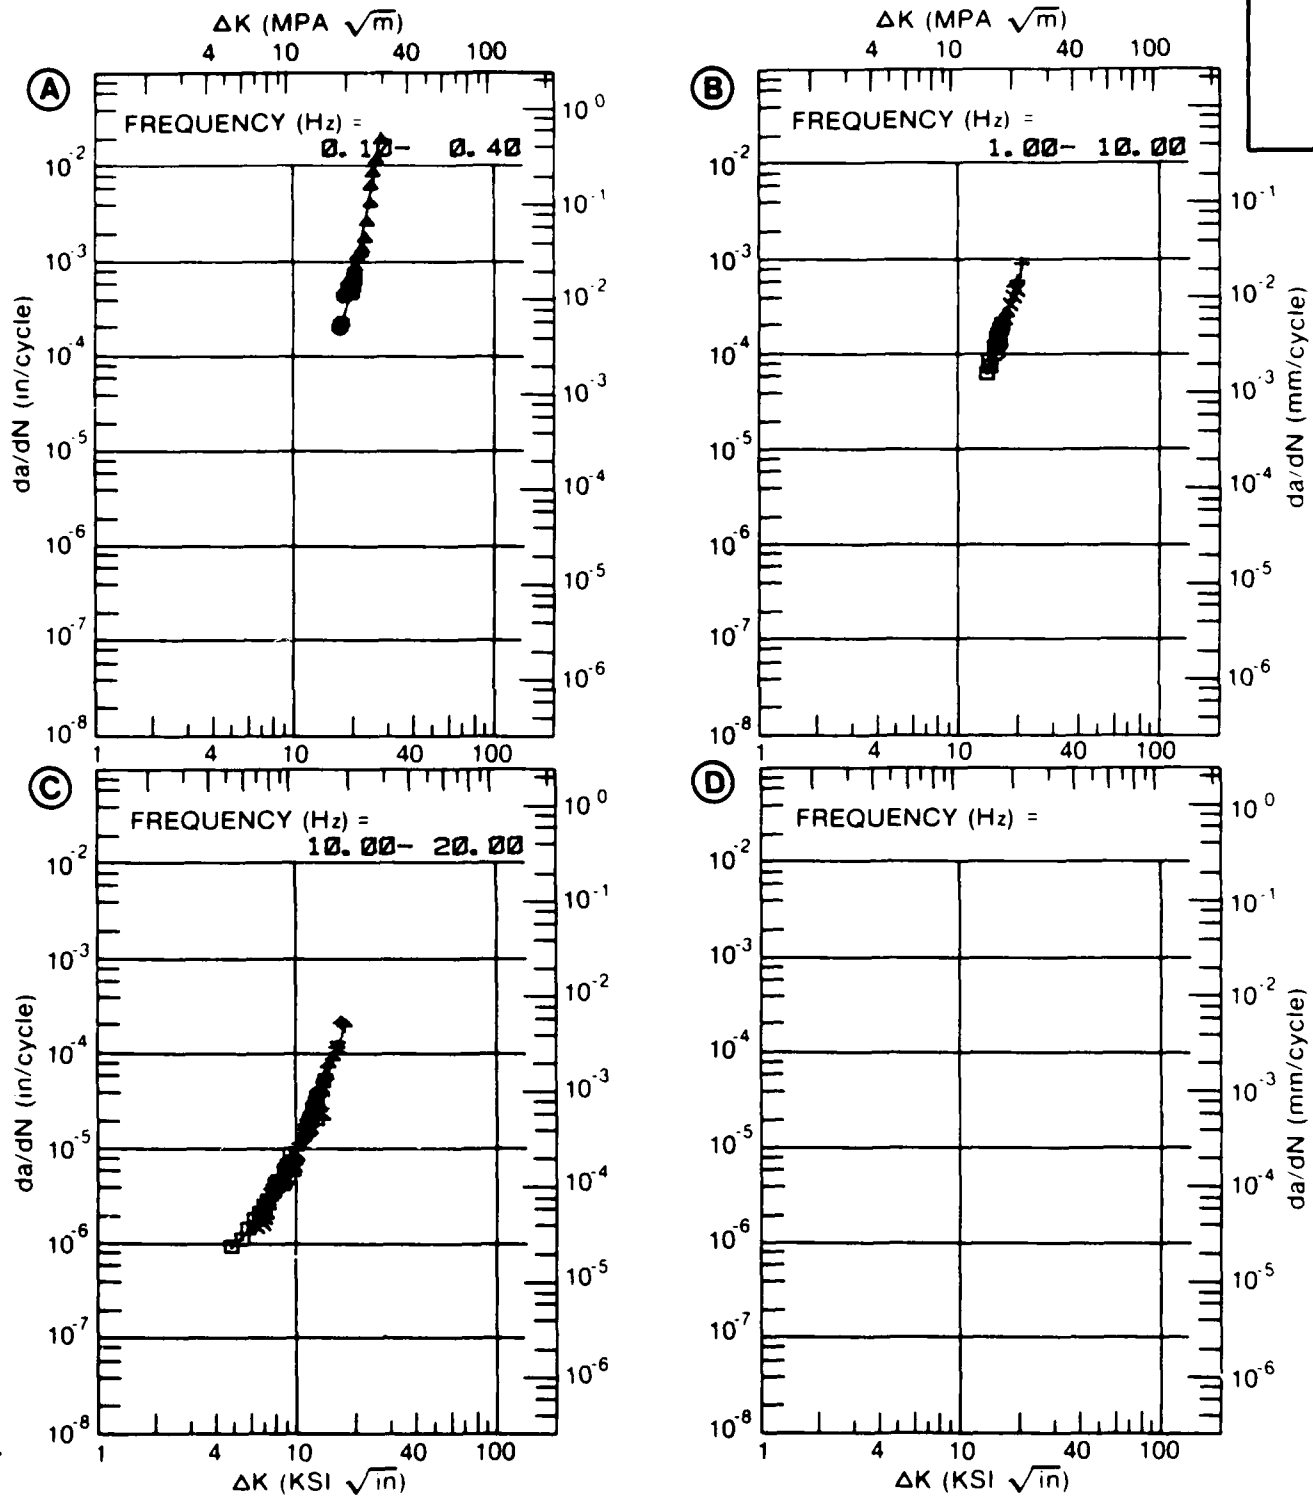 ΔK (MPA √m)
4 10 40 100
A
FREQUENCY (Hz) =
0.10- 0.40
10^0
10^-1
10^-2
10^-3
10^-4
10^-5
10^-6
10^-2
10^-3
10^-4
10^-5
10^-6
10^-7
10^-8
da/dN (in/cycle)
1 4 10 40 100
ΔK (MPA √m)
4 10 40 100
B
FREQUENCY (Hz) =
1.00- 10.00
10^-2
10^-3
10^-4
10^-5
10^-6
10^-7
10^-8
10^-1
10^-2
10^-3
10^-4
10^-5
10^-6
da/dN (mm/cycle)
1 4 10 40 100
C
FREQUENCY (Hz) =
10.00- 20.00
10^-2
10^-3
10^-4
10^-5
10^-6
10^-7
10^-8
10^0
10^-1
10^-2
10^-3
10^-4
10^-5
10^-6
da/dN (in/cycle)
1 4 10 40 100
ΔK (KSI √in)
D
FREQUENCY (Hz) =
10^-2
10^-3
10^-4
10^-5
10^-6
10^-7
10^-8
10^0
10^-1
10^-2
10^-3
10^-4
10^-5
10^-6
da/dN (mm/cycle)
1 4 10 40 100
ΔK (KSI √in)